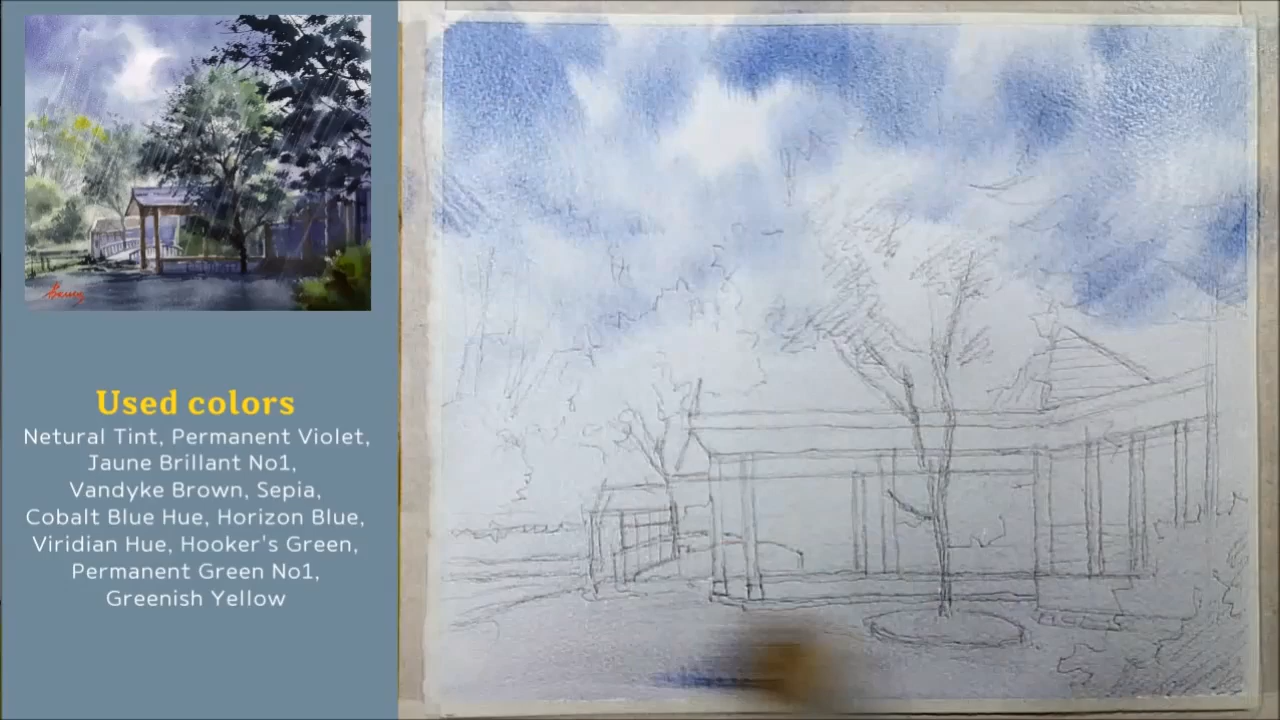 Used colors
Netural Tint, Permanent Violet,
Jaune Brillant No1,
Vandyke Brown, Sepia,
Cobalt Blue Hue, Horizon Blue,
Viridian Hue, Hooker's Green,
Permanent Green No1,
Greenish Yellow